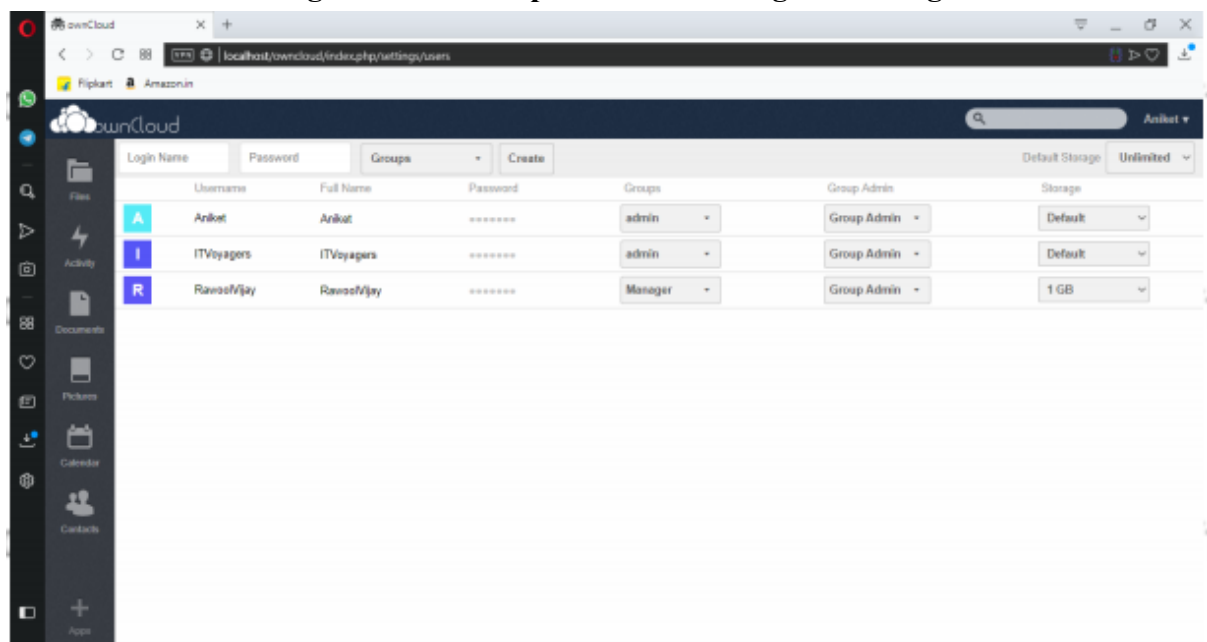 ownCloud
VPN localhost/owncloud/index.php/settings/users
Flipkart Amazon.in
ownCloud Aniket
Login Name Password Groups Create Default Storage Unlimited
Username Full Name Password Groups Group Admin Storage
A Aniket Aniket admin Group Admin Default
I ITVoyagers ITVoyagers admin Group Admin Default
R RawoolVijay RawoolVijay Manager Group Admin 1 GB
Files
Activity
Documents
Pictures
Calendar
Contacts
Apps